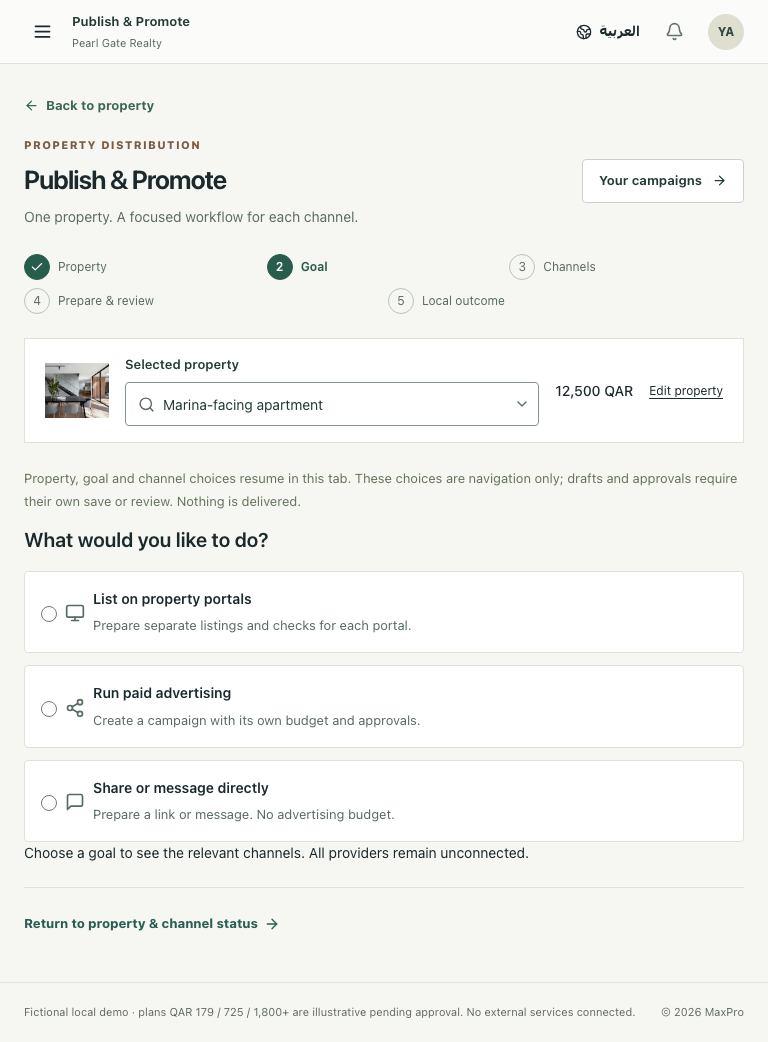 Publish & Promote
Pearl Gate Realty
العربية
YA
Back to property
PROPERTY DISTRIBUTION
Publish & Promote
Your campaigns
One property. A focused workflow for each channel.
Property
2 Goal
3 Channels
4 Prepare & review
5 Local outcome
Selected property
Marina-facing apartment
12,500 QAR
Edit property
Property, goal and channel choices resume in this tab. These choices are navigation only; drafts and approvals require
their own save or review. Nothing is delivered.
What would you like to do?
List on property portals
Prepare separate listings and checks for each portal.
Run paid advertising
Create a campaign with its own budget and approvals.
Share or message directly
Prepare a link or message. No advertising budget.
Choose a goal to see the relevant channels. All providers remain unconnected.
Return to property & channel status
Fictional local demo · plans QAR 179 / 725 / 1,800+ are illustrative pending approval. No external services connected.
© 2026 MaxPro